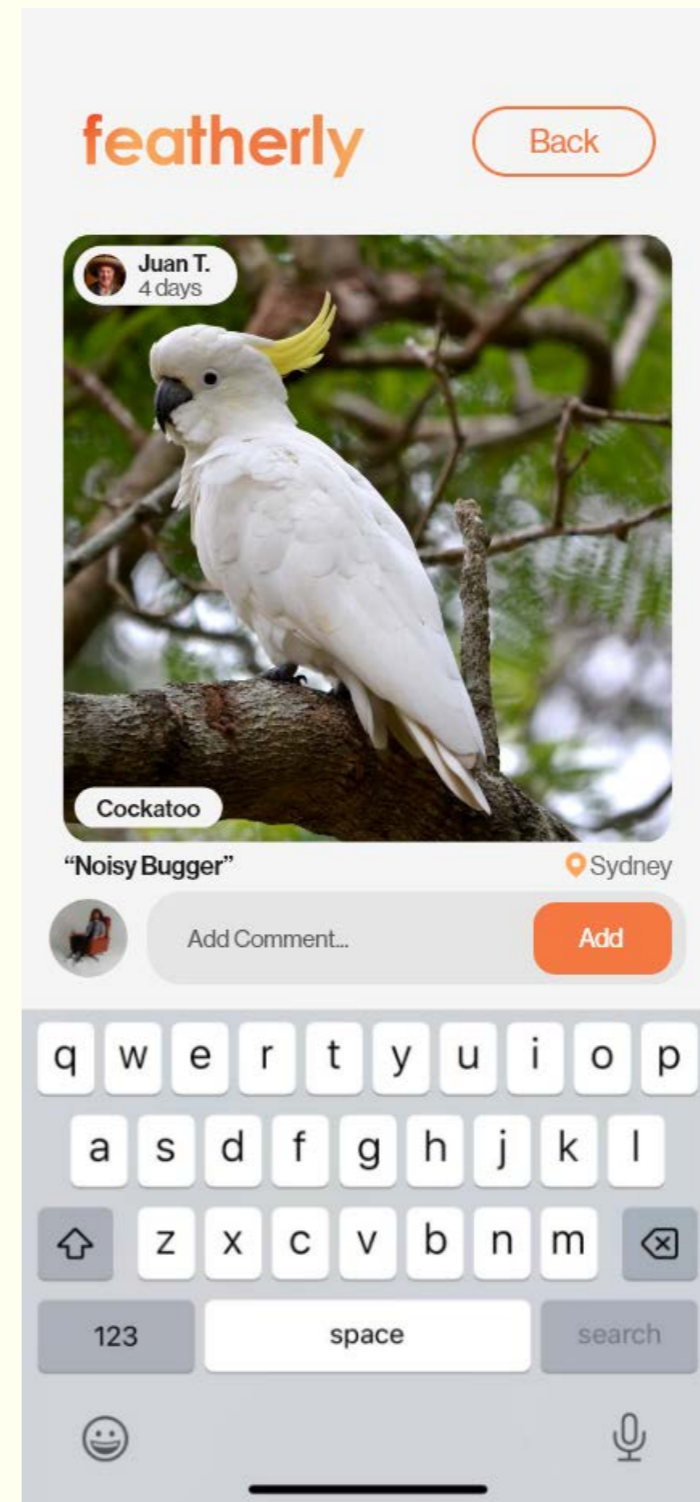 featherly
Back
Juan T.
4 days
Cockatoo
“Noisy Bugger”
Sydney
Add Comment...
Add
q w e r t y u i o p
a s d f g h j k l
z x c v b n m
123 space search